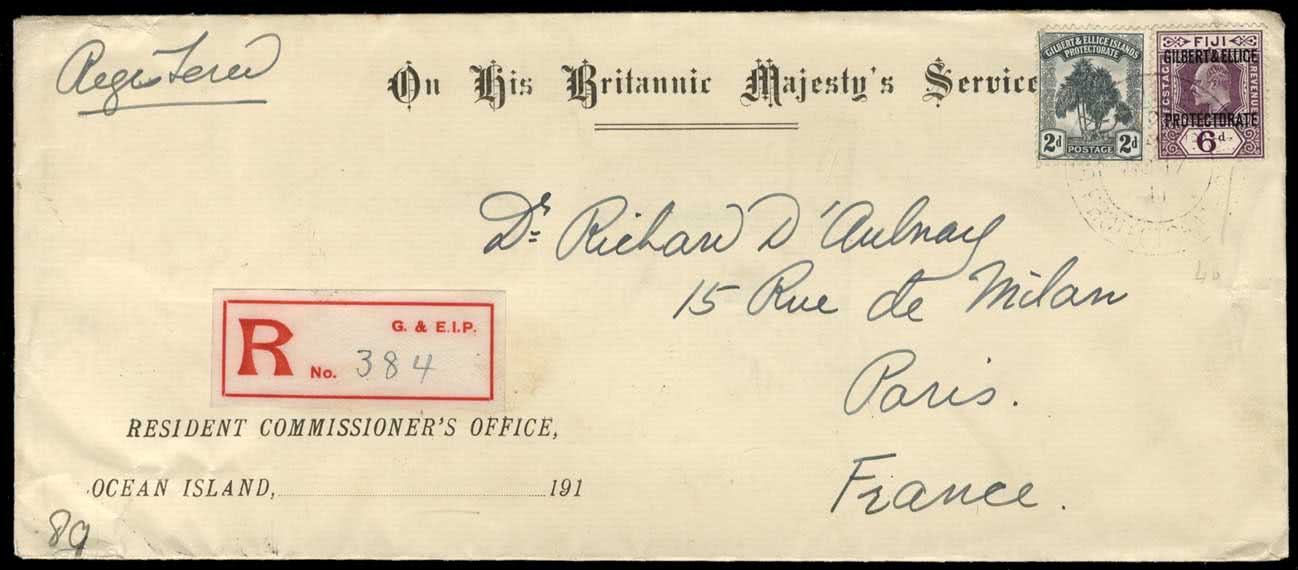 Registered
On His Britannic Majesty's Service
GILBERT & ELLICE ISLANDS
PROTECTORATE
2d 2d
POSTAGE
FIJI
GILBERT & ELLICE
POSTAGE REVENUE
PROTECTORATE
6d
Dr Richard D'Aulnay
15 Rue de Milan
Paris.
France.
R G. & E.I.P.
No. 384
RESIDENT COMMISSIONER'S OFFICE,
OCEAN ISLAND, 191
89